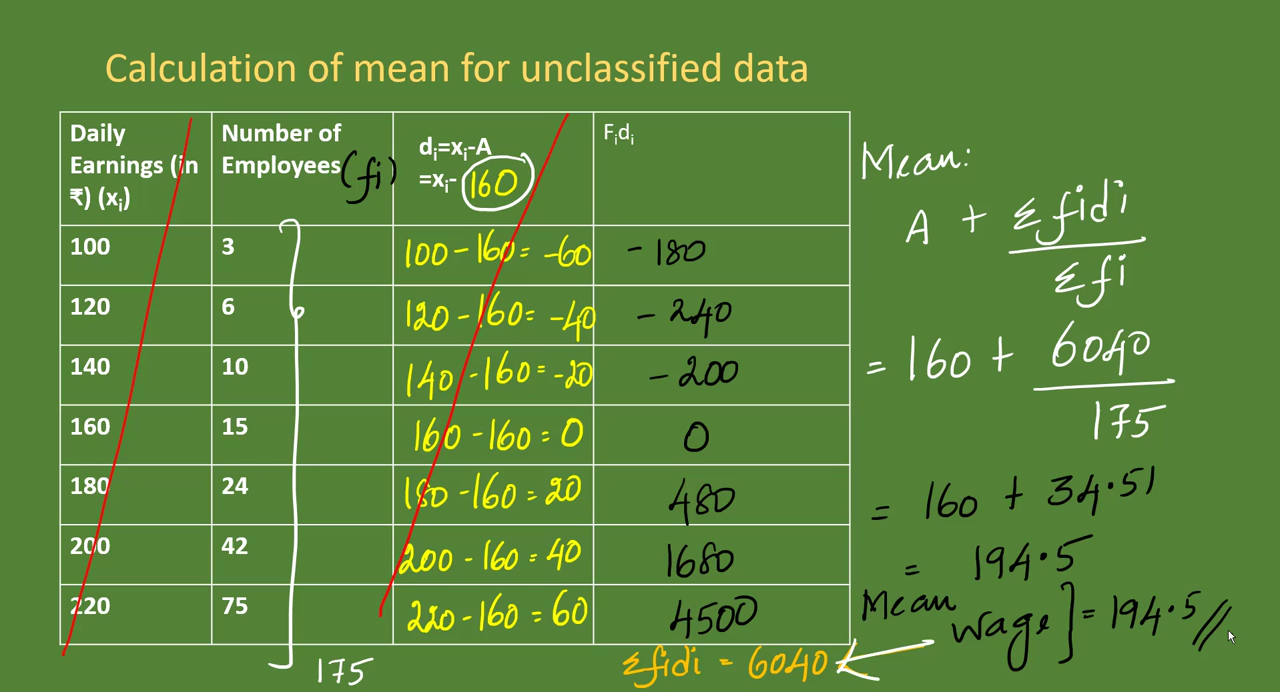 Calculation of mean for unclassified data
Daily Earnings (in ₹) (xi)
Number of Employees (fi)
di=xi-A
=xi- 160
Fidi
100 3 100 - 160 = -60 - 180
120 6 120 - 160 = -40 - 240
140 10 140 - 160 = -20 - 200
160 15 160 - 160 = 0 0
180 24 180 - 160 = 20 480
200 42 200 - 160 = 40 1680
220 75 220 - 160 = 60 4500
175
Σfidi = 6040
Mean:
A + Σfidi
Σfi
= 160 + 6040
175
= 160 + 34.51
= 194.5
Mean wage] = 194.5 //